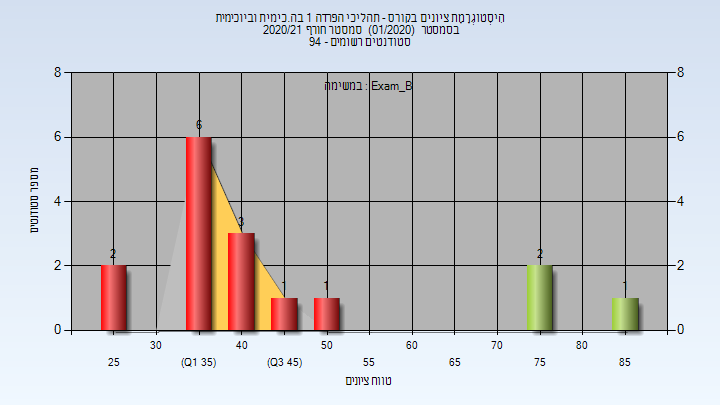 הִיסְטוֹגְרָמַת ציונים בקורס - תהליכי הפרדה 1 בה.כימית וביוכימית
בסמסטר (01/2020) סמסטר חורף 2020/21
סטודנטים רשומים - 94
במשימה : Exam_B
8 8
6 6
4 4
2 2
0 0
מספר סטודנטים
2 6 3 1 1 2 1
30 40 50 60 70 80
25 (Q1 35) (Q3 45) 55 65 75 85
טווח ציונים